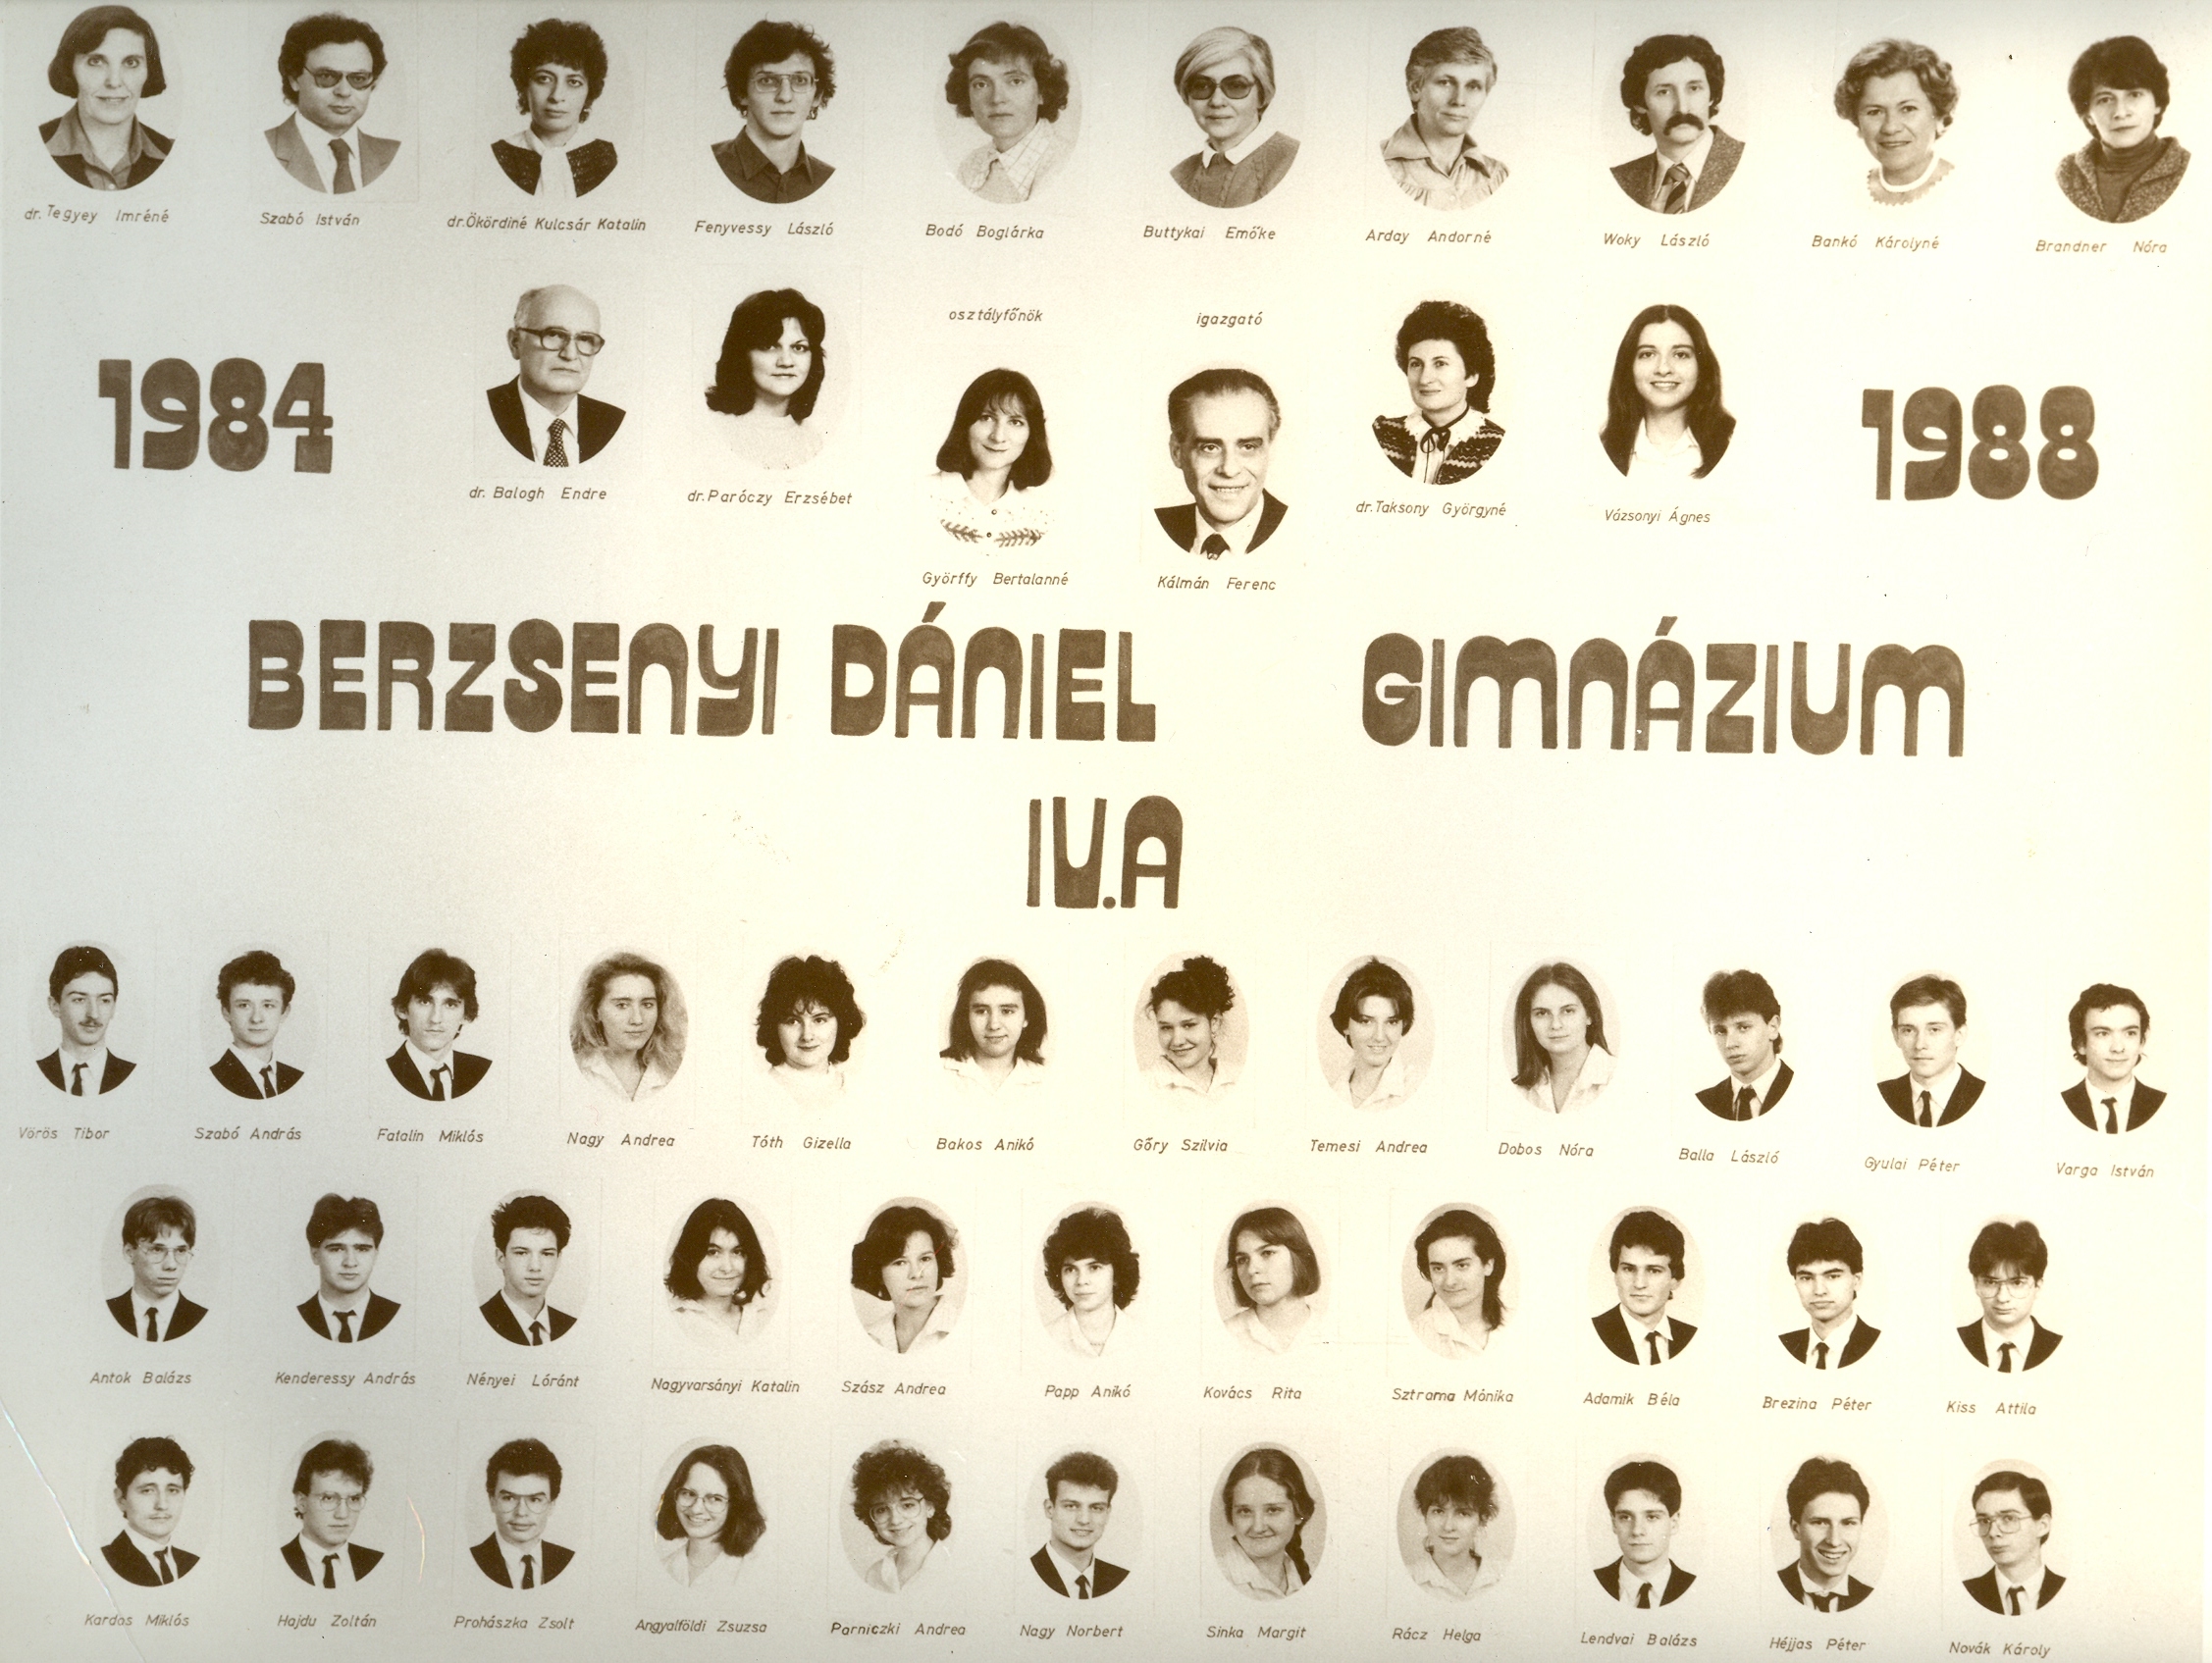 dr. Tegyey Imréné Szabó István dr. Ökördiné Kulcsár Katalin Fenyvessy László Bodó Boglárka Buttykai Emőke Arday Andorné Woky László Bankó Károlyné Brandner Nóra
osztályfőnök igazgató
1984 1988
dr. Balogh Endre dr. Paróczy Erzsébet dr. Taksony Györgyné Vázsonyi Ágnes
Györffy Bertalanné Kálmán Ferenc
BERZSENYI DÁNIEL GIMNÁZIUM
IV.A
Vörös Tibor Szabó András Fatalin Miklós Nagy Andrea Tóth Gizella Bakos Anikó Gőry Szilvia Temesi Andrea Dobos Nóra Balla László Gyulai Péter Varga István
Antok Balázs Kenderessy András Nényei Lóránt Nagyvarsányi Katalin Szász Andrea Papp Anikó Kovács Rita Sztrama Mónika Adamik Béla Brezina Péter Kiss Attila
Kardos Miklós Hajdu Zoltán Prohászka Zsolt Angyalföldi Zsuzsa Parniczki Andrea Nagy Norbert Sinka Margit Rácz Helga Lendvai Balázs Héjjas Péter Novák Károly